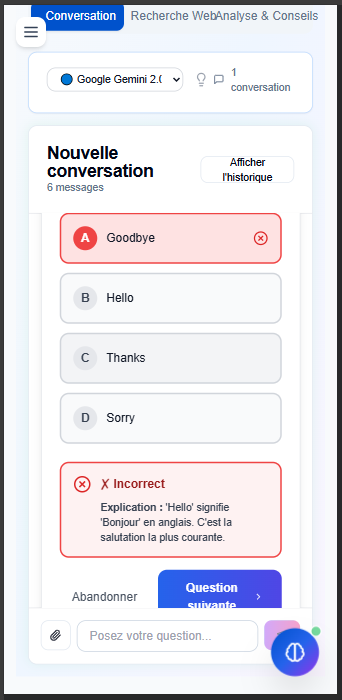 Conversation Recherche Web Analyse & Conseils
Google Gemini 2.(
1
conversation
Nouvelle
conversation
6 messages
Afficher
l'historique
A Goodbye
B Hello
C Thanks
D Sorry
✗ Incorrect
Explication : 'Hello' signifie
'Bonjour' en anglais. C'est la
salutation la plus courante.
Abandonner
Question
suivante
Posez votre question...